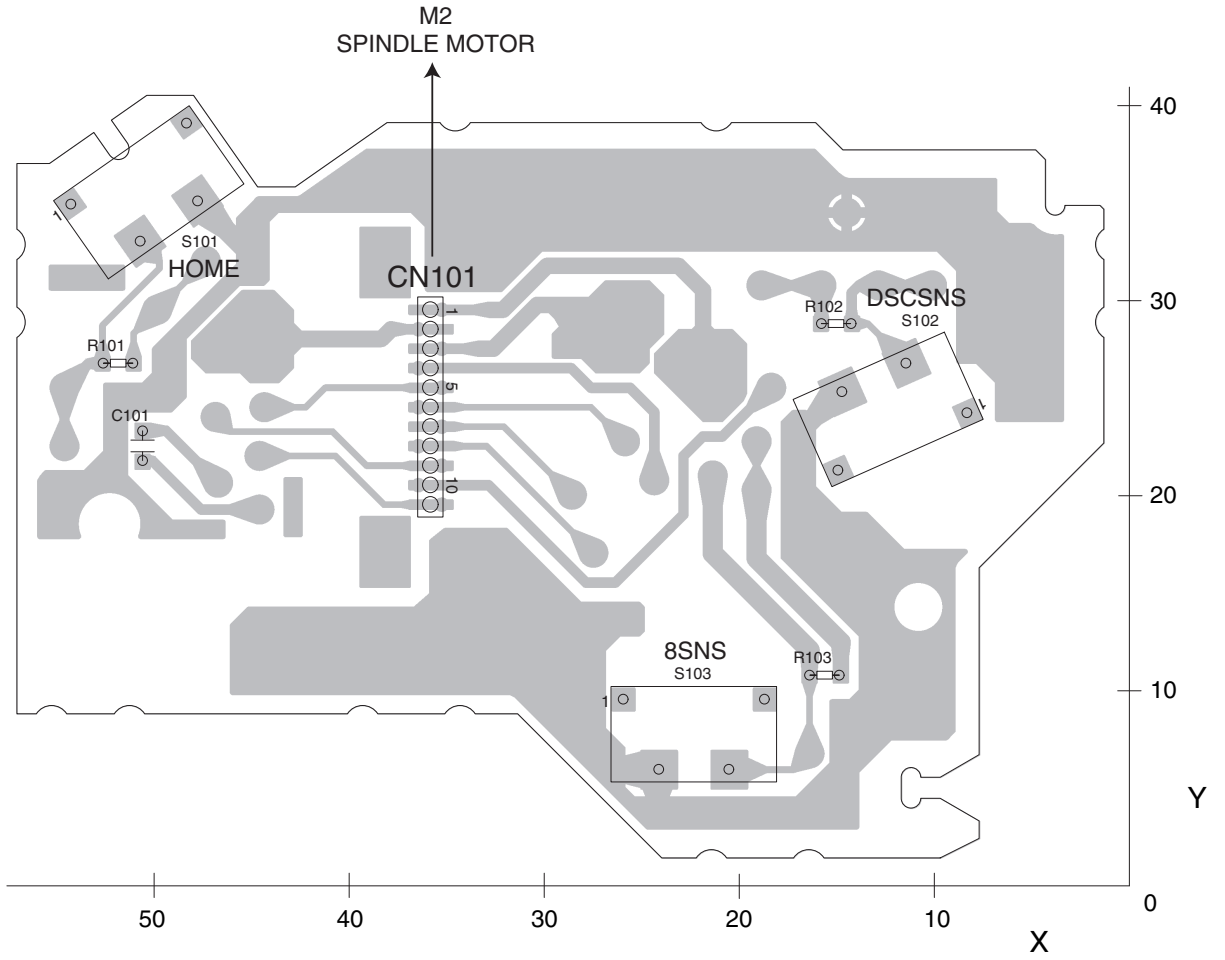 M2
SPINDLE MOTOR
40
1
S101
HOME
CN101
1
30
DSCSNS
R102
S102
R101
5
1
C101
10
20
8SNS
R103
S103
1
10
Y
0
50
40
30
20
10
X